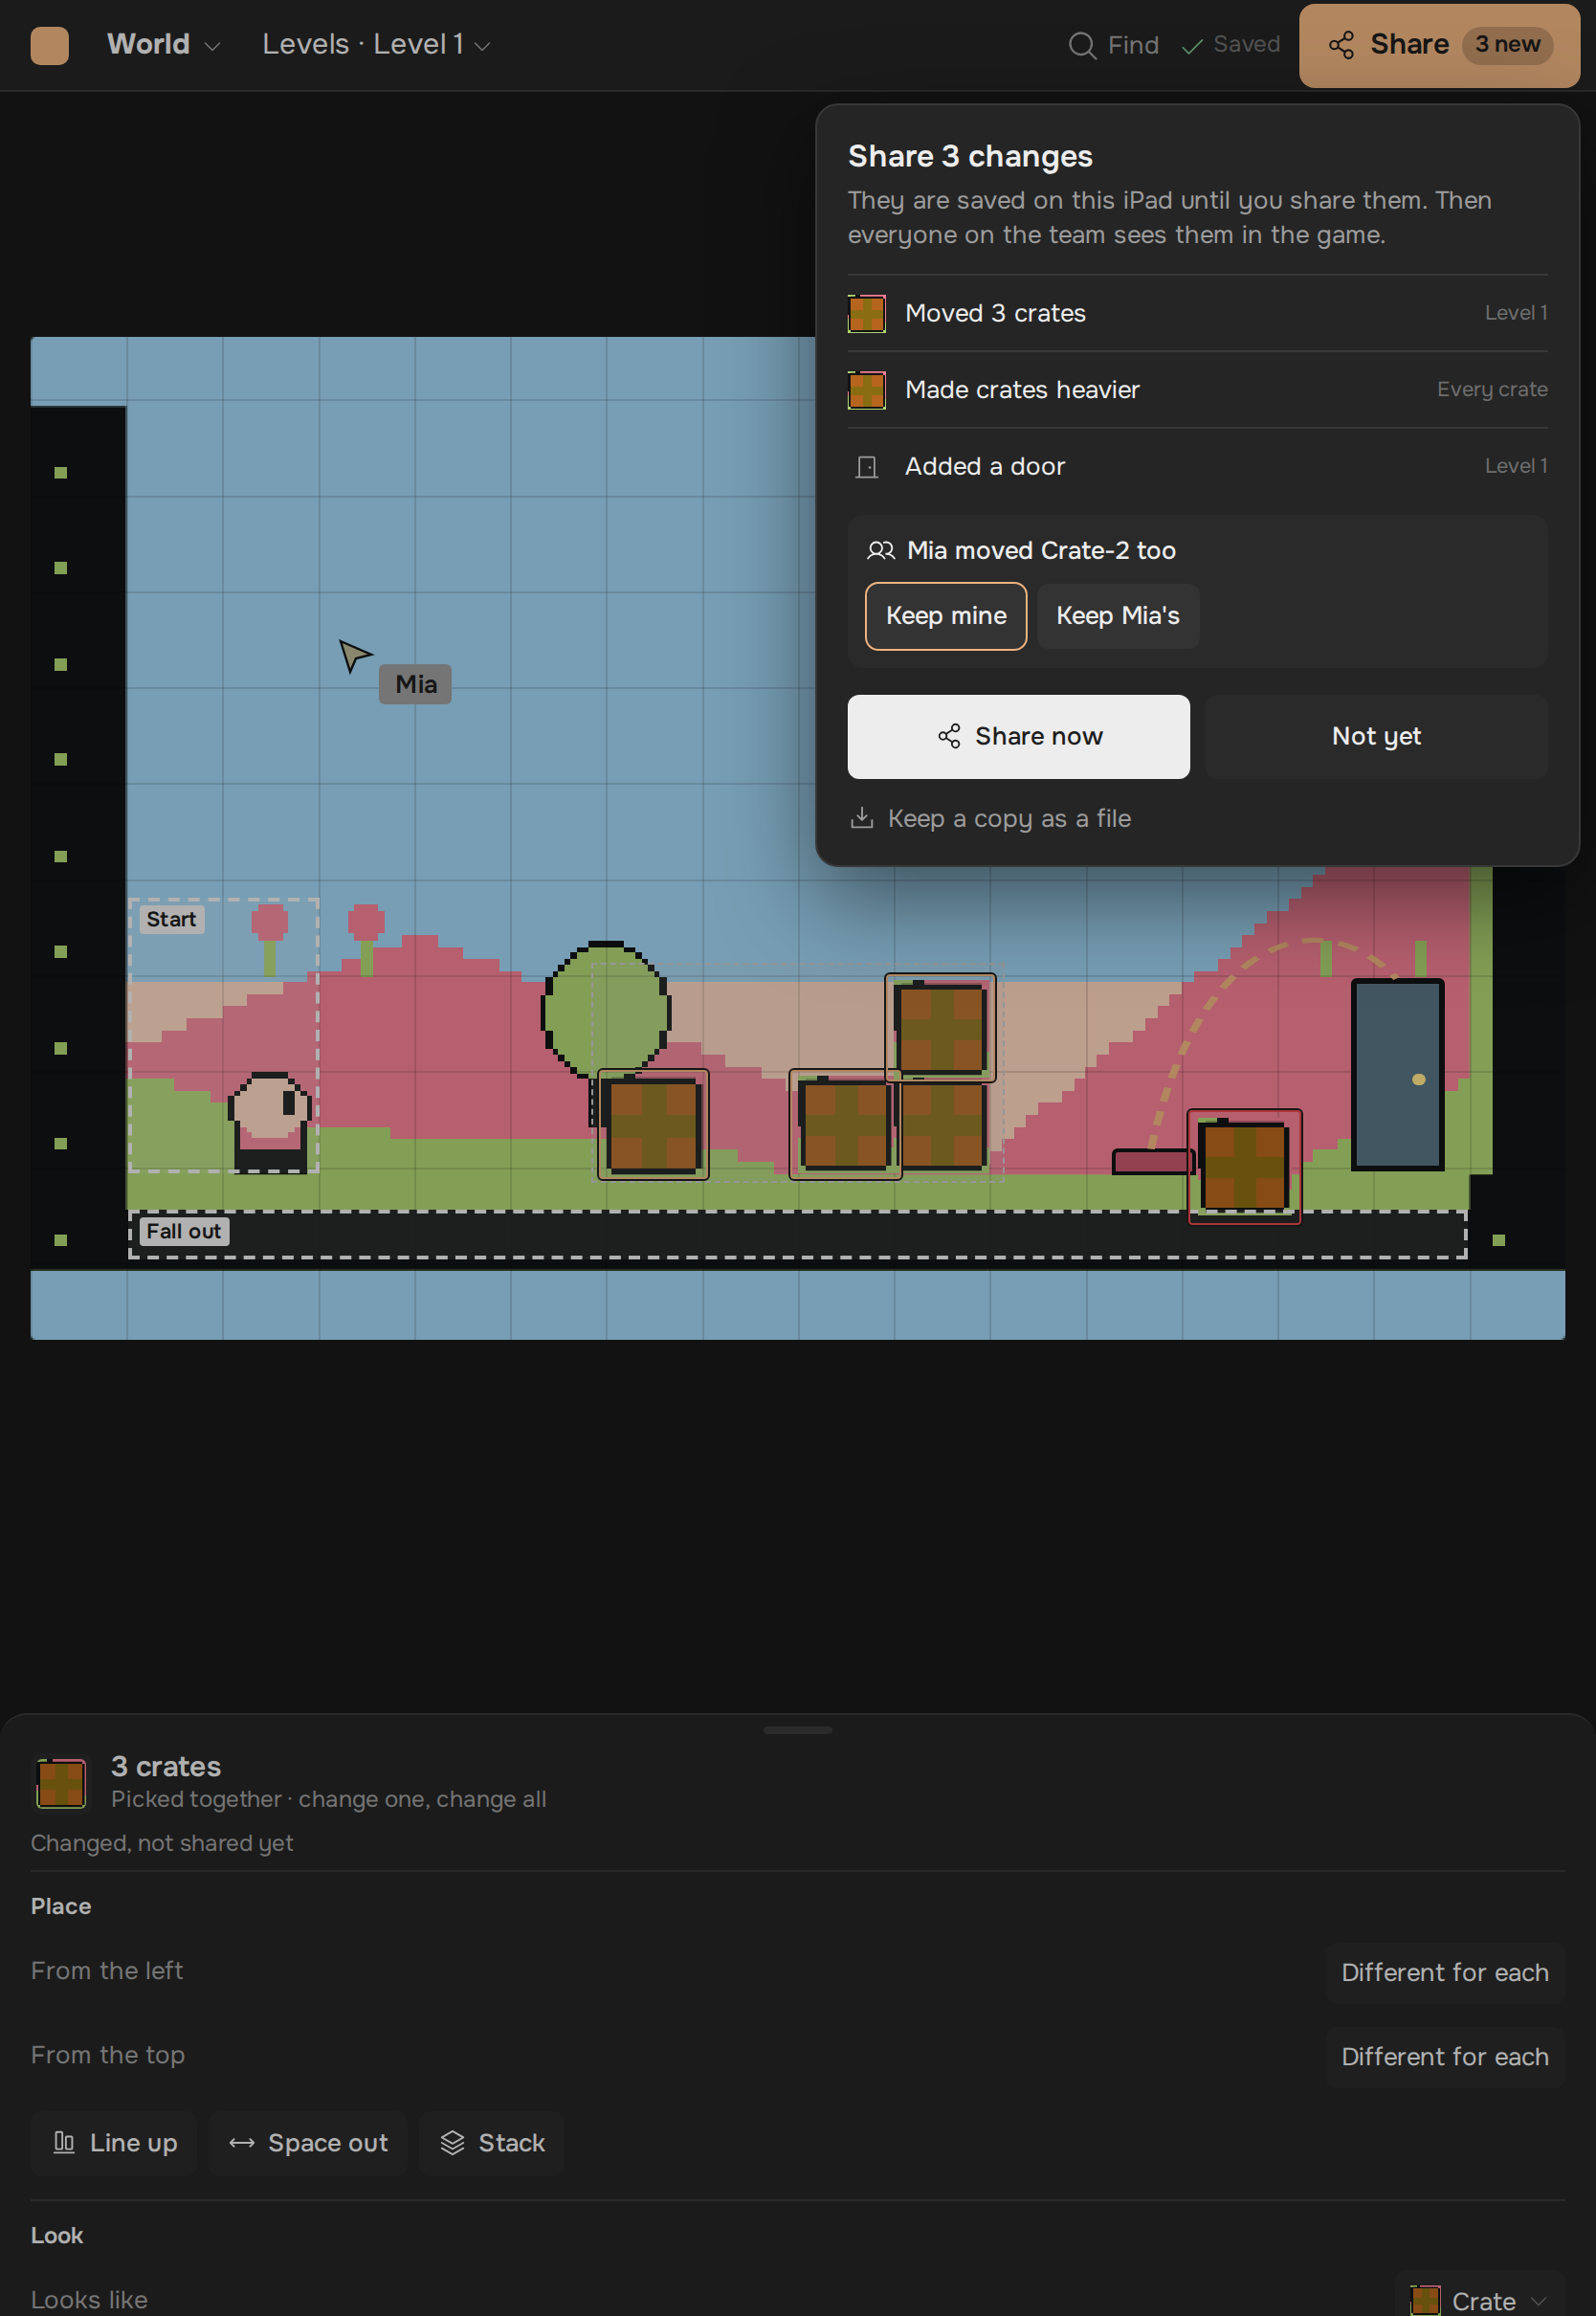 World
Levels · Level 1
Find
Saved
Share
3 new
Share 3 changes
They are saved on this iPad until you share them. Then
everyone on the team sees them in the game.
Moved 3 crates
Level 1
Made crates heavier
Every crate
Added a door
Level 1
Mia moved Crate-2 too
Keep mine
Keep Mia's
Share now
Not yet
Keep a copy as a file
Mia
Start
Fall out
3 crates
Picked together · change one, change all
Changed, not shared yet
Place
From the left
Different for each
From the top
Different for each
Line up
Space out
Stack
Look
Looks like
Crate